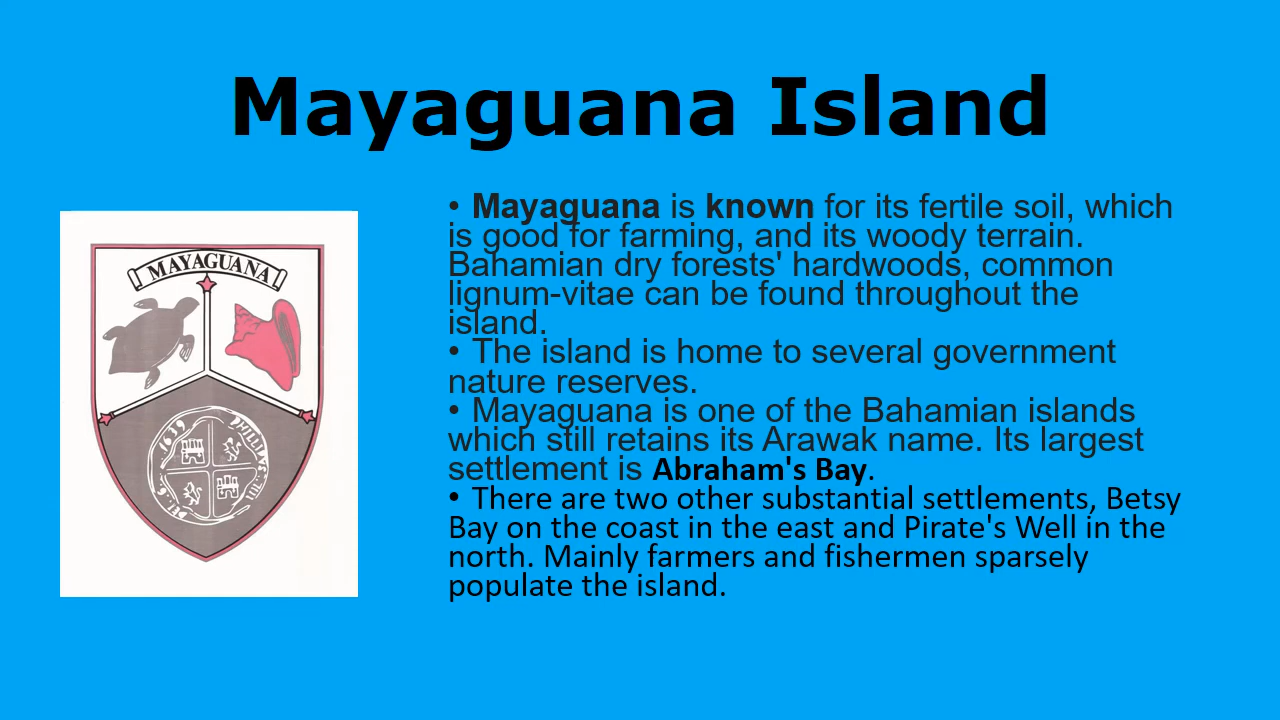 Mayaguana Island
MAYAGUANA
1639
PHILLIPVS
• Mayaguana is known for its fertile soil, which
is good for farming, and its woody terrain.
Bahamian dry forests' hardwoods, common
lignum-vitae can be found throughout the
island.
• The island is home to several government
nature reserves.
• Mayaguana is one of the Bahamian islands
which still retains its Arawak name. Its largest
settlement is Abraham's Bay.
• There are two other substantial settlements, Betsy
Bay on the coast in the east and Pirate's Well in the
north. Mainly farmers and fishermen sparsely
populate the island.